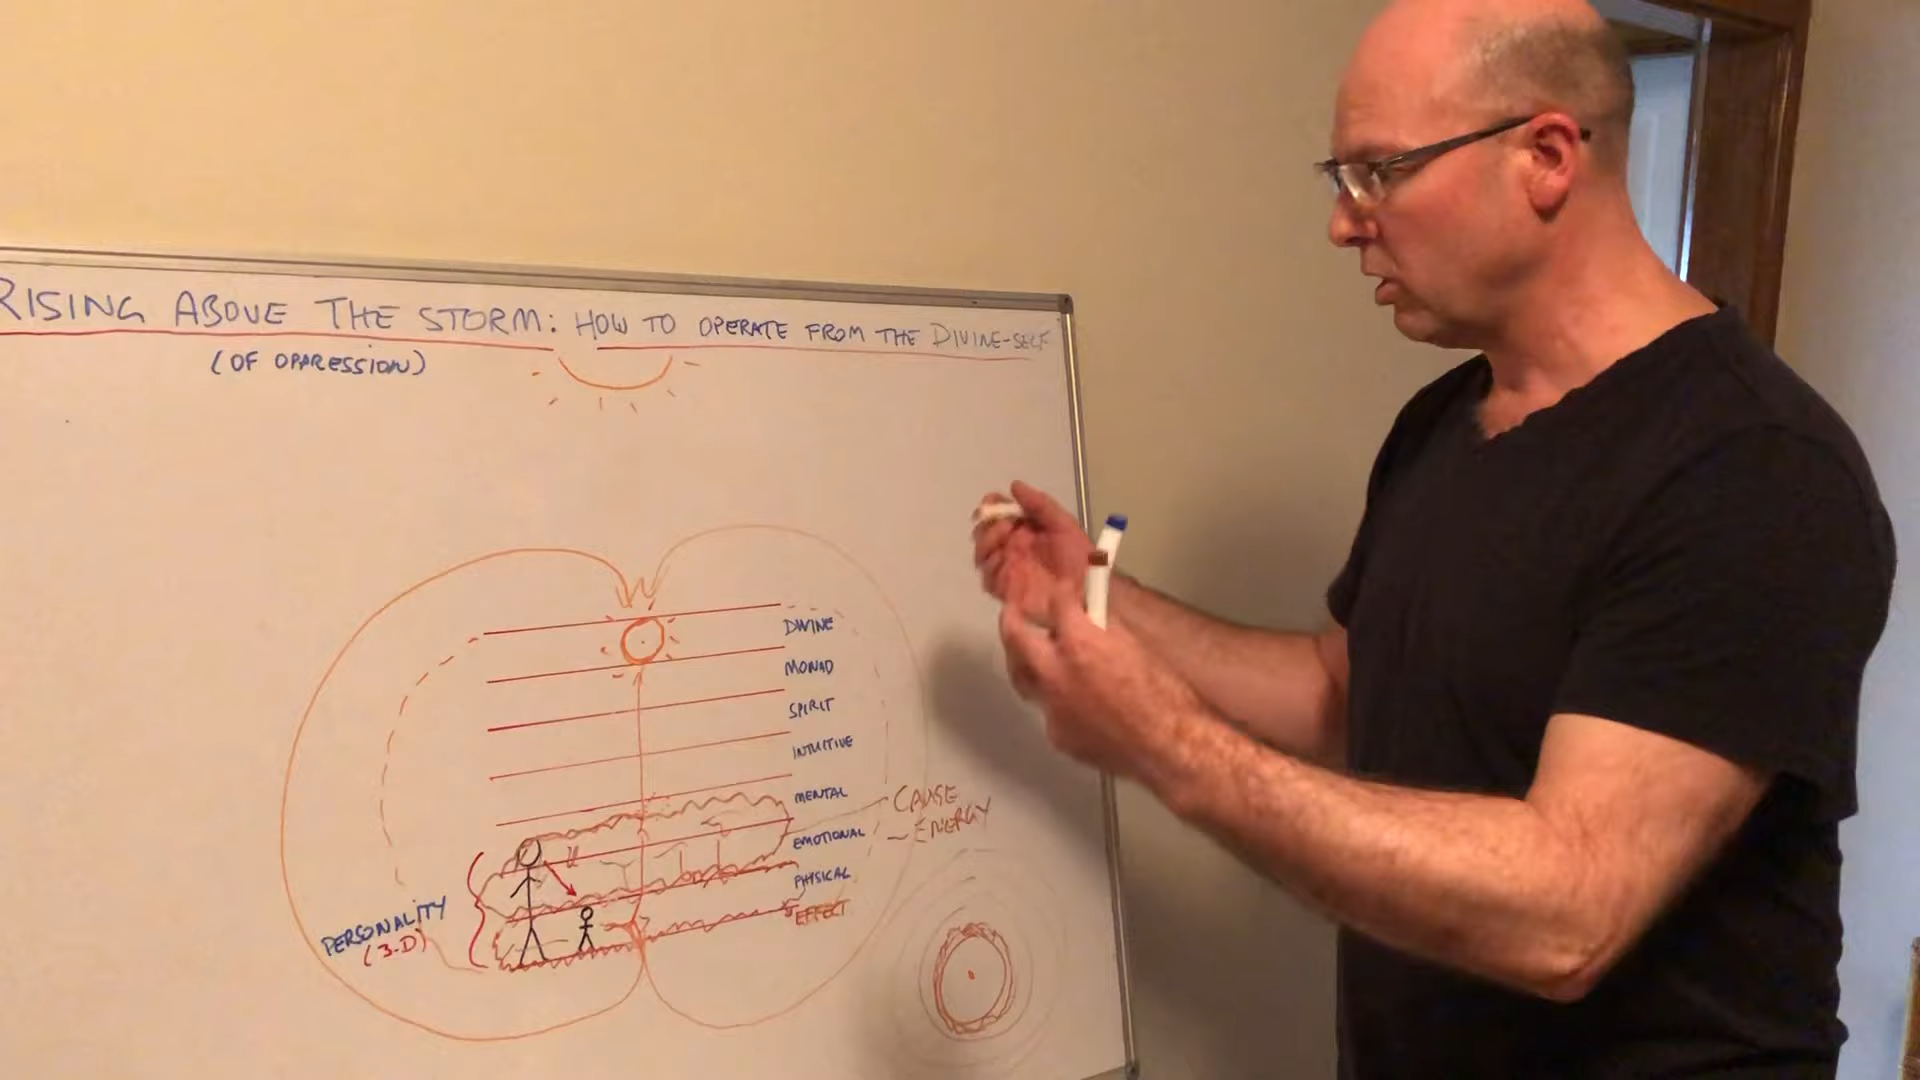 RISING ABOVE THE STORM: HOW TO OPERATE FROM THE DIVINE-SELF
(OF OPPRESSION)
DIVINE
MONAD
SPIRIT
INTUITIVE
MENTAL
CAUSE
- ENERGY
EMOTIONAL
PHYSICAL
EFFECT
PERSONALITY
(3-D)